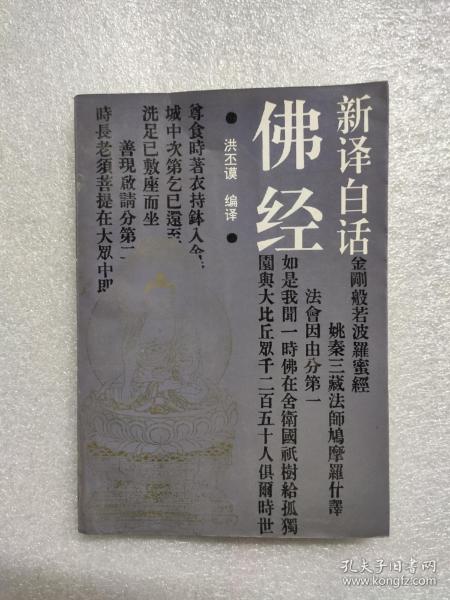 新译白话
佛经
●洪丕谟 编译●
金剛般若波羅蜜經
姚秦三藏法師鳩摩羅什譯
法會因由分第一
如是我聞一時佛在舍衛國祇樹給孤獨
園與大比丘眾千二百五十人俱爾時世
尊食時著衣持鉢入舍
城中次第乞已還至
洗足已敷座而坐
善現啟請分第二
時長老須菩提在大眾中即
孔夫子旧书网
www.kongfz.com